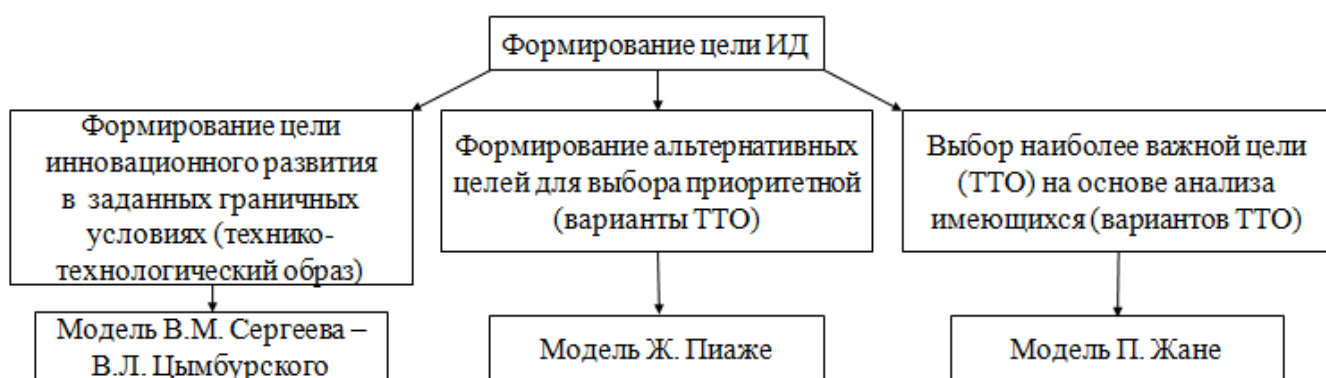 Формирование цели ИД
Формирование цели
инновационного развития
в заданных граничных
условиях (технико-
технологический образ)
Формирование альтернативных
целей для выбора приоритетной
(варианты ТТО)
Выбор наиболее важной цели
(ТТО) на основе анализа
имеющихся (вариантов ТТО)
Модель В.М. Сергеева –
В.Л. Цымбурского
Модель Ж. Пиаже
Модель П. Жане